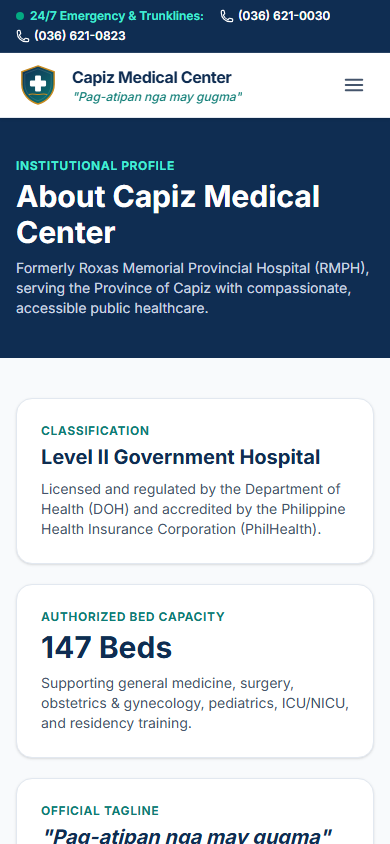 24/7 Emergency & Trunklines: (036) 621-0030
(036) 621-0823
Capiz Medical Center
"Pag-atipan nga may gugma"
INSTITUTIONAL PROFILE
About Capiz Medical
Center
Formerly Roxas Memorial Provincial Hospital (RMPH),
serving the Province of Capiz with compassionate,
accessible public healthcare.
CLASSIFICATION
Level II Government Hospital
Licensed and regulated by the Department of
Health (DOH) and accredited by the Philippine
Health Insurance Corporation (PhilHealth).
AUTHORIZED BED CAPACITY
147 Beds
Supporting general medicine, surgery,
obstetrics & gynecology, pediatrics, ICU/NICU,
and residency training.
OFFICIAL TAGLINE
"Pag-atipan nga may gugma"